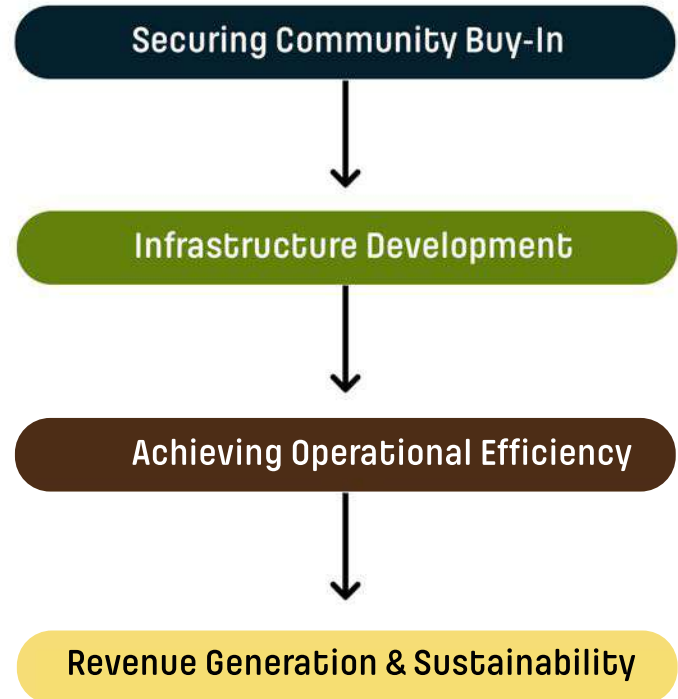 Securing Community Buy-In
Infrastructure Development
Achieving Operational Efficiency
Revenue Generation & Sustainability